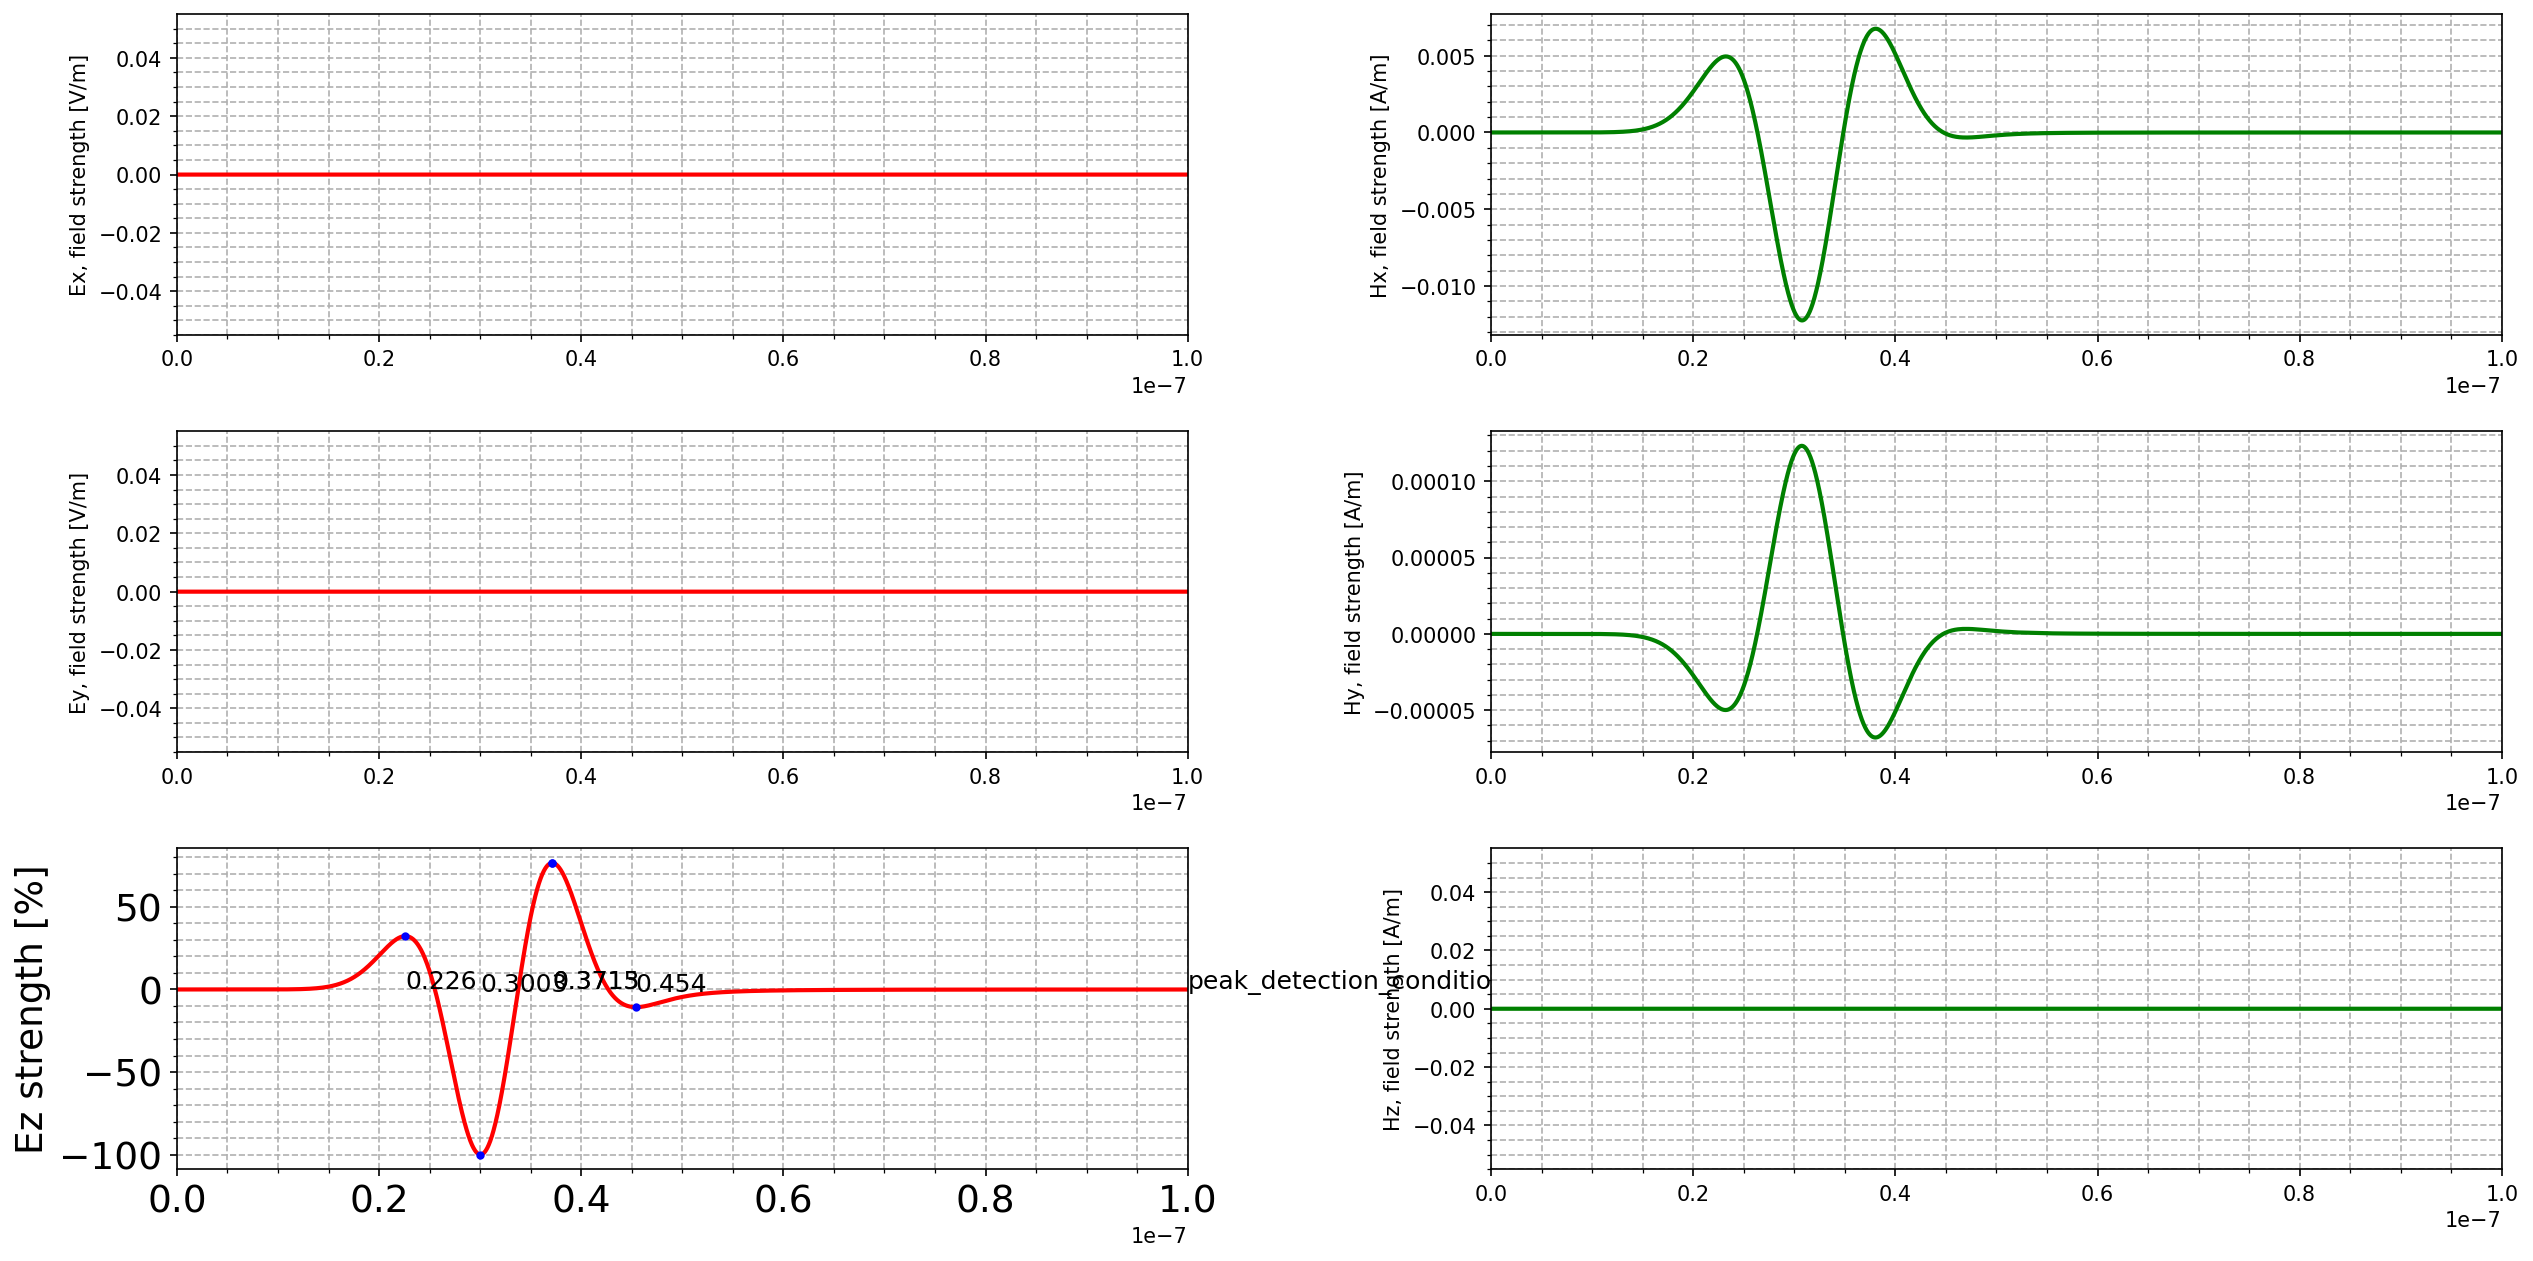 Ex, field strength [V/m]
0.04
0.02
0.00
−0.02
−0.04
0.0 0.2 0.4 0.6 0.8 1.0
1e−7
Hx, field strength [A/m]
0.005
0.000
−0.005
−0.010
0.0 0.2 0.4 0.6 0.8 1.0
1e−7
Ey, field strength [V/m]
0.04
0.02
0.00
−0.02
−0.04
0.0 0.2 0.4 0.6 0.8 1.0
1e−7
Hy, field strength [A/m]
0.00010
0.00005
0.00000
−0.00005
0.0 0.2 0.4 0.6 0.8 1.0
1e−7
Ez strength [%]
50
0
−50
−100
0.226 0.3003 0.3713 0.454
peak_detection_conditio
0.0 0.2 0.4 0.6 0.8 1.0
1e−7
Hz, field strength [A/m]
0.04
0.02
0.00
−0.02
−0.04
0.0 0.2 0.4 0.6 0.8 1.0
1e−7